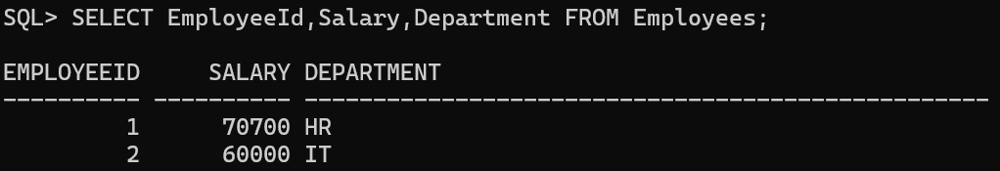 SQL> SELECT EmployeeId,Salary,Department FROM Employees;
EMPLOYEEID     SALARY DEPARTMENT
---------- ---------- --------------------------------------------------
         1      70700 HR
         2      60000 IT